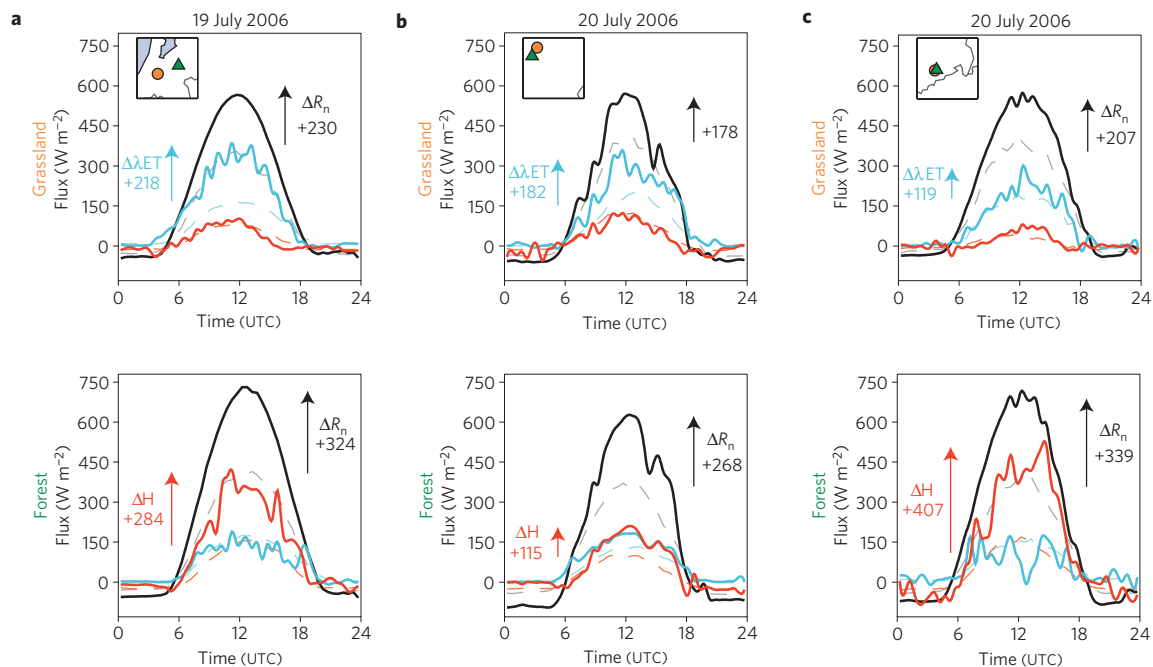 a
19 July 2006
Grassland
Flux (W m−2)
750
600
450
300
150
0
ΔRn
+230
ΔλET
+218
0 6 12 18 24
Time (UTC)
b
20 July 2006
Grassland
Flux (W m−2)
750
600
450
300
150
0
+178
ΔλET
+182
0 6 12 18 24
Time (UTC)
c
20 July 2006
Grassland
Flux (W m−2)
750
600
450
300
150
0
ΔRn
+207
ΔλET
+119
0 6 12 18 24
Time (UTC)
Forest
Flux (W m−2)
750
600
450
300
150
0
ΔRn
+324
ΔH
+284
0 6 12 18 24
Time (UTC)
Forest
Flux (W m−2)
750
600
450
300
150
0
ΔRn
+268
ΔH
+115
0 6 12 18 24
Time (UTC)
Forest
Flux (W m−2)
750
600
450
300
150
0
ΔRn
+339
ΔH
+407
0 6 12 18 24
Time (UTC)